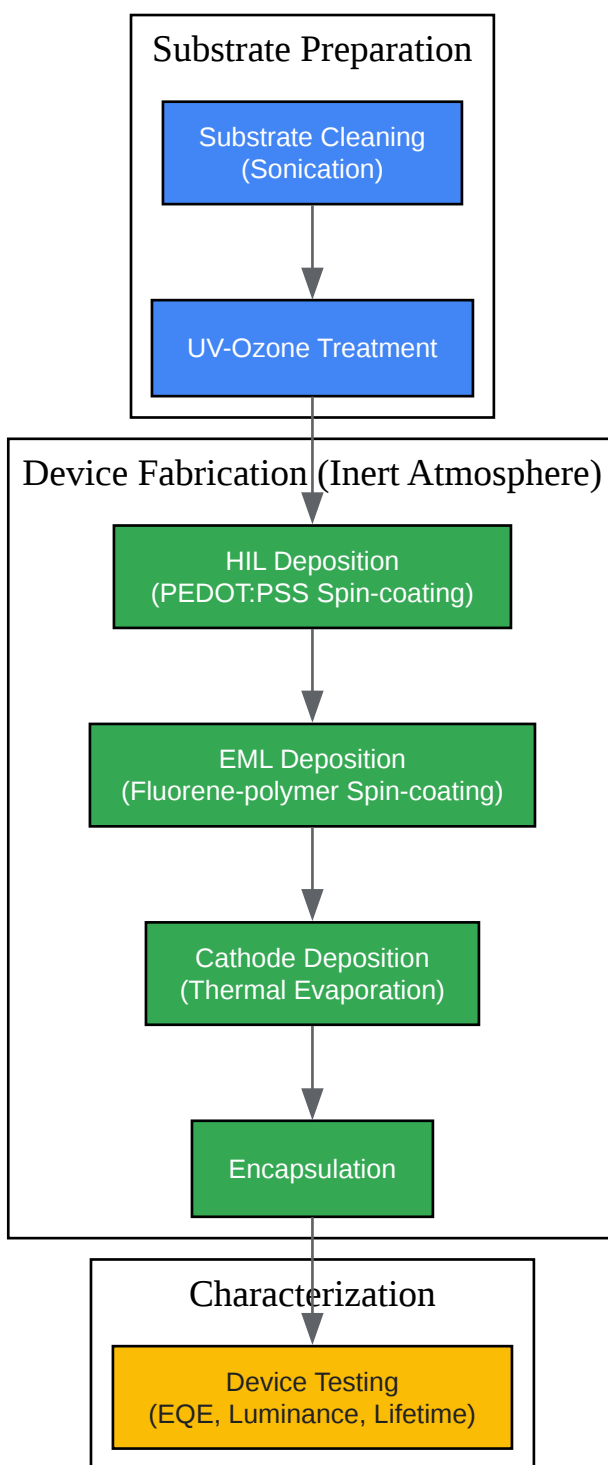 Substrate Preparation
Substrate Cleaning
(Sonication)
UV-Ozone Treatment
Device Fabrication (Inert Atmosphere)
HIL Deposition
(PEDOT:PSS Spin-coating)
EML Deposition
(Fluorene-polymer Spin-coating)
Cathode Deposition
(Thermal Evaporation)
Encapsulation
Characterization
Device Testing
(EQE, Luminance, Lifetime)